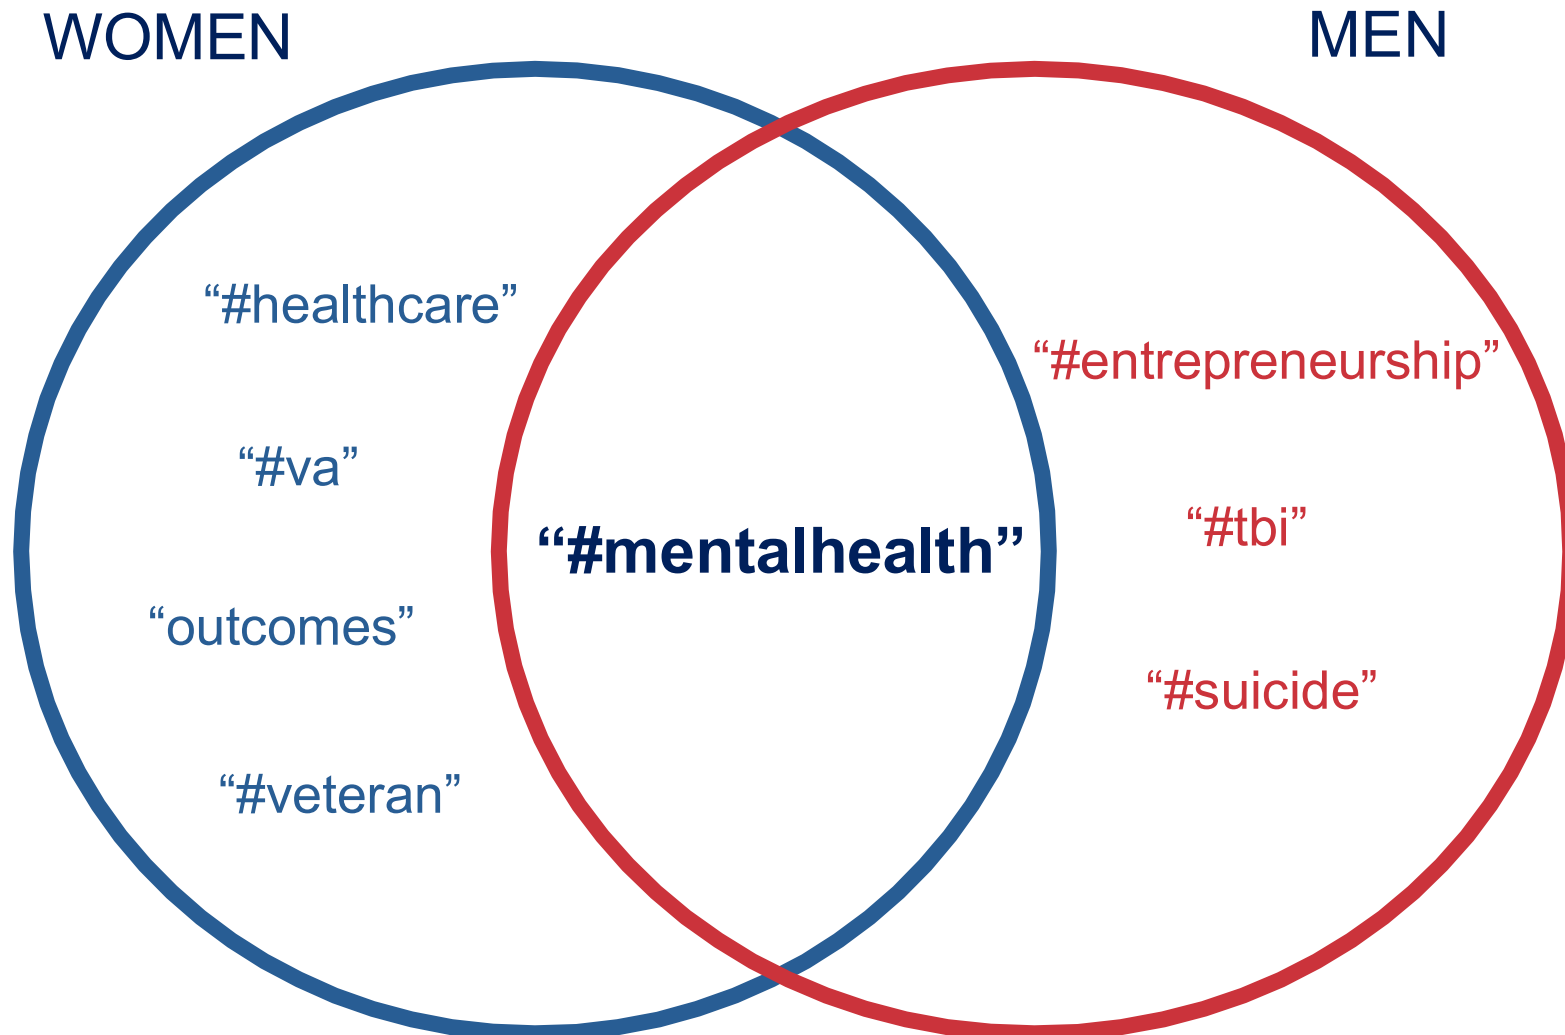 WOMEN
MEN
“#healthcare”
“#va”
“outcomes”
“#veteran”
“#mentalhealth”
“#entrepreneurship”
“#tbi”
“#suicide”